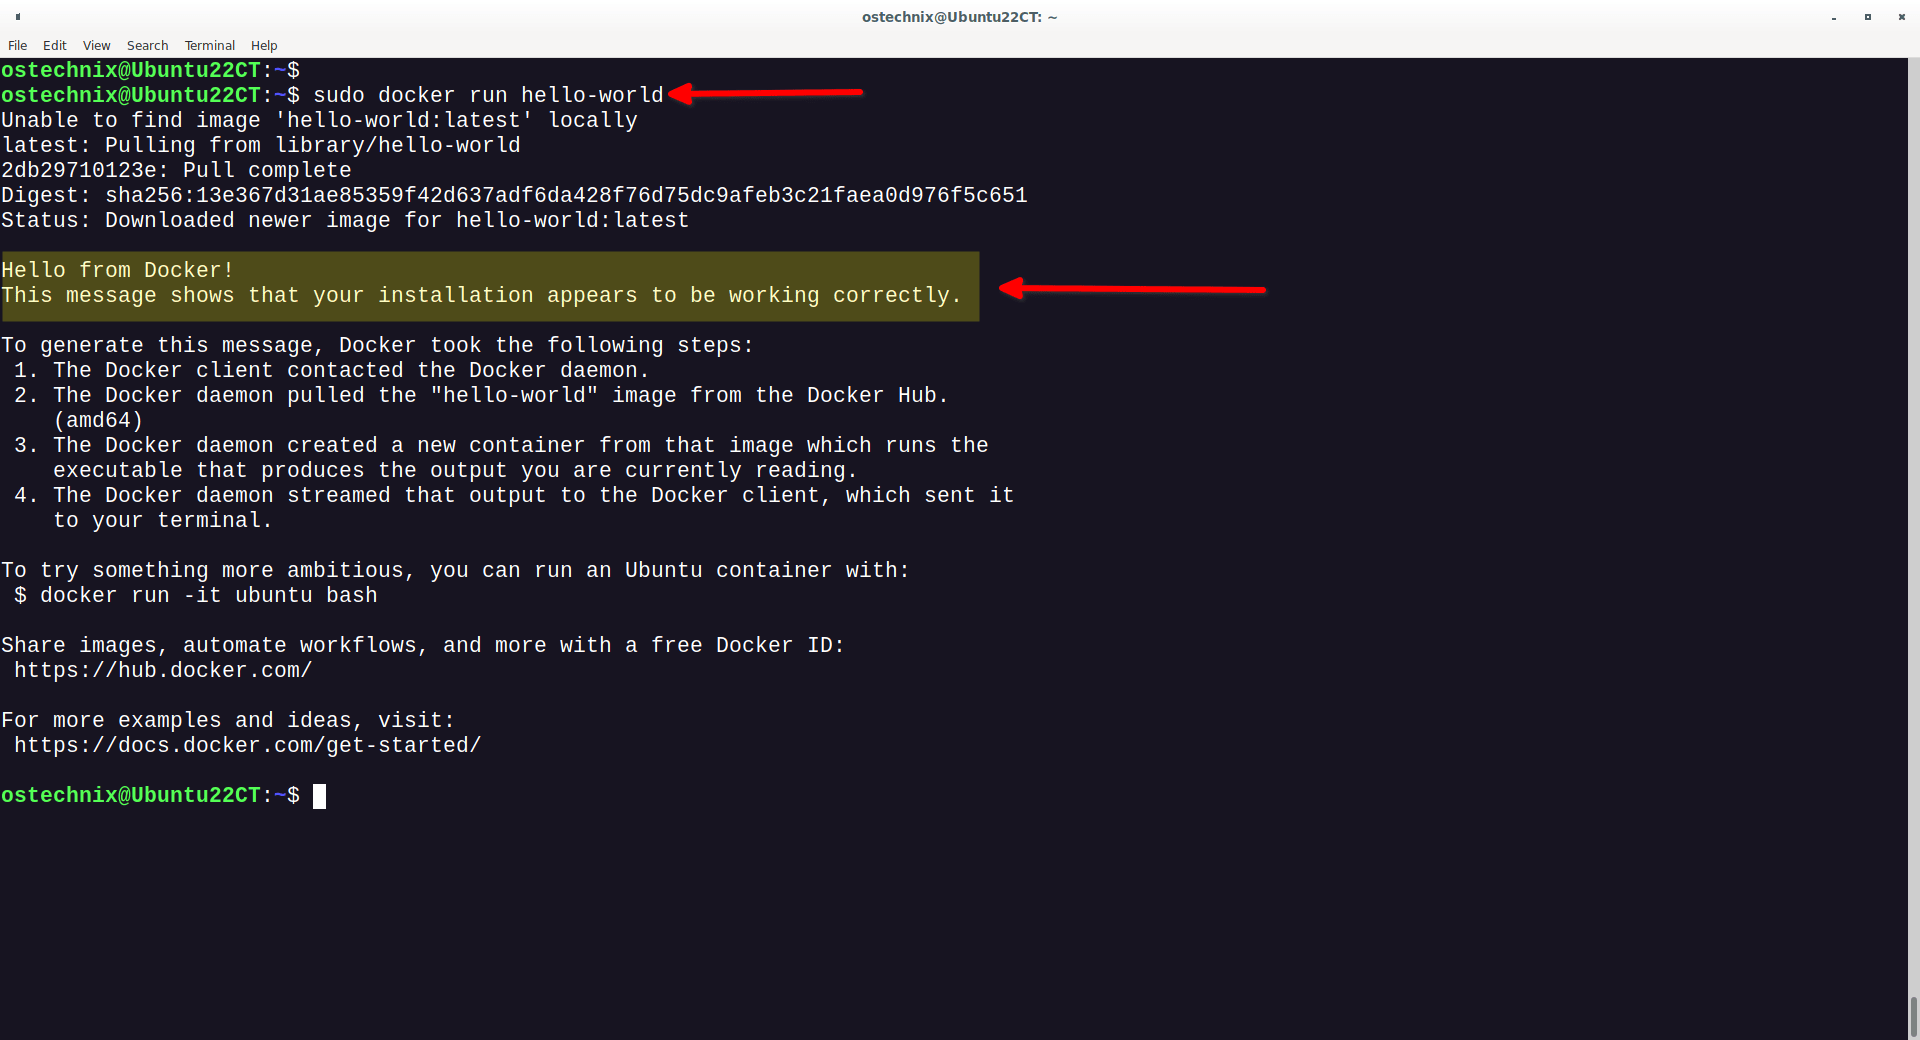 ostechnix@Ubuntu22CT: ~
File Edit View Search Terminal Help
ostechnix@Ubuntu22CT:~$
ostechnix@Ubuntu22CT:~$ sudo docker run hello-world
Unable to find image 'hello-world:latest' locally
latest: Pulling from library/hello-world
2db29710123e: Pull complete
Digest: sha256:13e367d31ae85359f42d637adf6da428f76d75dc9afeb3c21faea0d976f5c651
Status: Downloaded newer image for hello-world:latest
Hello from Docker!
This message shows that your installation appears to be working correctly.
To generate this message, Docker took the following steps:
1. The Docker client contacted the Docker daemon.
2. The Docker daemon pulled the "hello-world" image from the Docker Hub.
(amd64)
3. The Docker daemon created a new container from that image which runs the
executable that produces the output you are currently reading.
4. The Docker daemon streamed that output to the Docker client, which sent it
to your terminal.
To try something more ambitious, you can run an Ubuntu container with:
$ docker run -it ubuntu bash
Share images, automate workflows, and more with a free Docker ID:
https://hub.docker.com/
For more examples and ideas, visit:
https://docs.docker.com/get-started/
ostechnix@Ubuntu22CT:~$